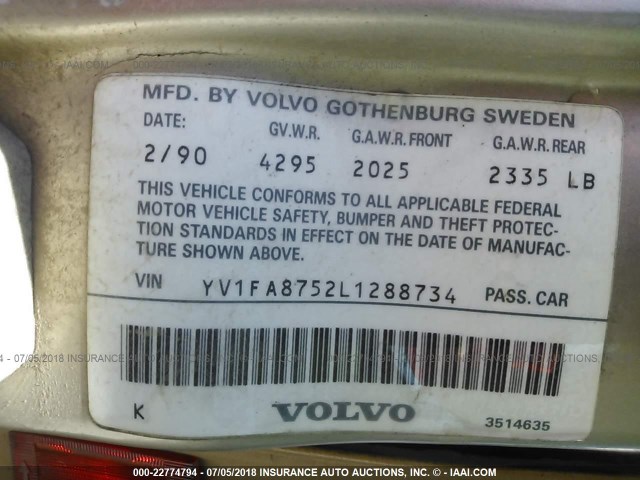 MFD. BY VOLVO GOTHENBURG SWEDEN
DATE: GV.W.R. G.A.W.R. FRONT G.A.W.R. REAR
2/90 4295 2025 2335 LB
THIS VEHICLE CONFORMS TO ALL APPLICABLE FEDERAL
MOTOR VEHICLE SAFETY, BUMPER AND THEFT PROTEC-
TION STANDARDS IN EFFECT ON THE DATE OF MANUFAC-
TURE SHOWN ABOVE.
VIN YV1FA8752L1288734 PASS. CAR
K VOLVO 3514635
000-22774794 - 07/05/2018 INSURANCE AUTO AUCTIONS, INC. © - IAAI.COM